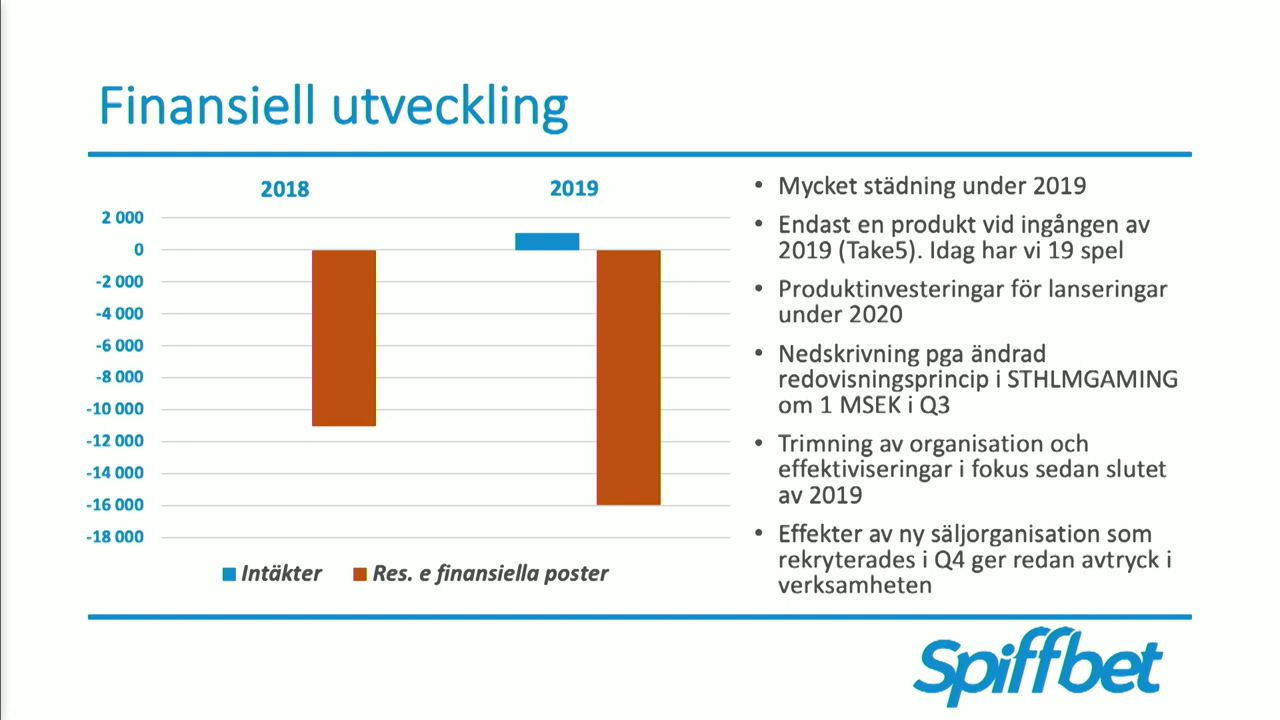 Finansiell utveckling
2018
2019
2 000
0
-2 000
-4 000
-6 000
-8 000
-10 000
-12 000
-14 000
-16 000
-18 000
Intäkter
Res. e finansiella poster
• Mycket städning under 2019
• Endast en produkt vid ingången av
2019 (Take5). Idag har vi 19 spel
• Produktinvesteringar för lanseringar
under 2020
• Nedskrivning pga ändrad
redovisningsprincip i STHLMGAMING
om 1 MSEK i Q3
• Trimning av organisation och
effektiviseringar i fokus sedan slutet
av 2019
• Effekter av ny säljorganisation som
rekryterades i Q4 ger redan avtryck i
verksamheten
Spiffbet